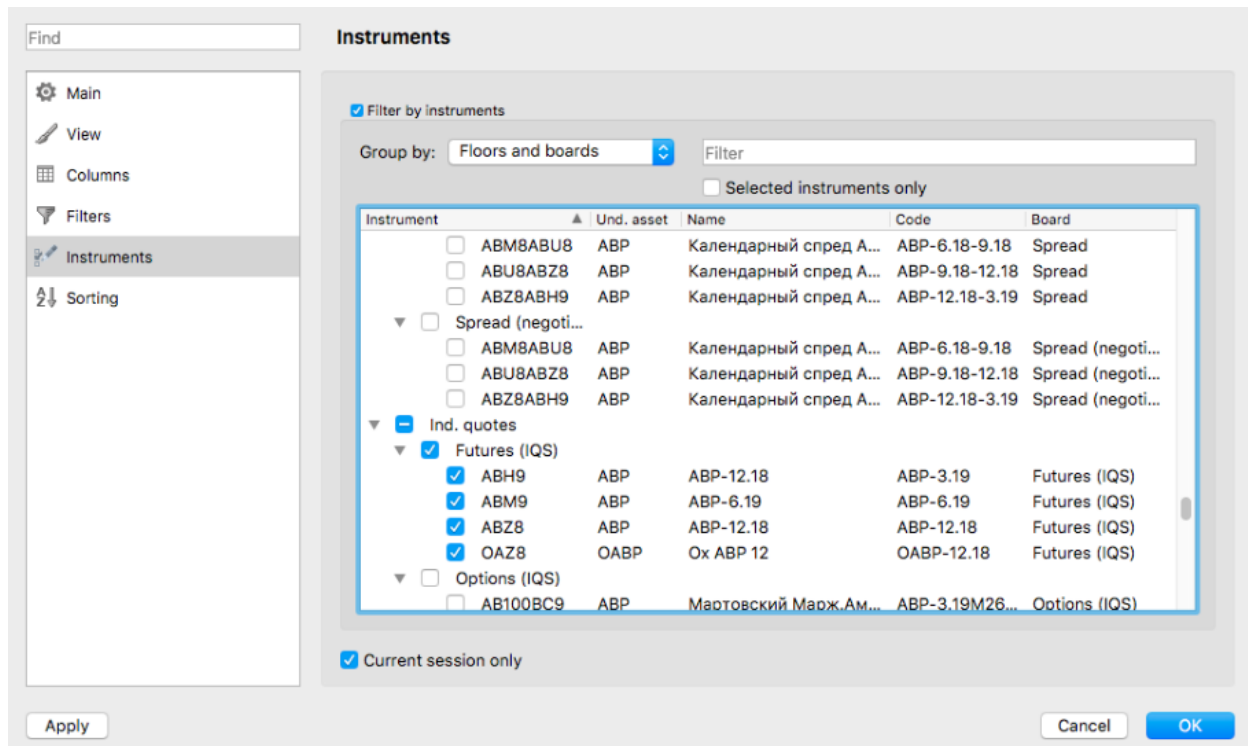 Find
Instruments
Main
View
Columns
Filters
Instruments
Sorting
Filter by instruments
Group by: Floors and boards Filter
Selected instruments only
Instrument Und. asset Name Code Board
ABM8ABU8 ABP Календарный спред А... ABP-6.18-9.18 Spread
ABU8ABZ8 ABP Календарный спред А... ABP-9.18-12.18 Spread
ABZ8ABH9 ABP Календарный спред А... ABP-12.18-3.19 Spread
Spread (negoti...
ABM8ABU8 ABP Календарный спред А... ABP-6.18-9.18 Spread (negoti...
ABU8ABZ8 ABP Календарный спред А... ABP-9.18-12.18 Spread (negoti...
ABZ8ABH9 ABP Календарный спред А... ABP-12.18-3.19 Spread (negoti...
Ind. quotes
Futures (IQS)
ABH9 ABP ABP-12.18 ABP-3.19 Futures (IQS)
ABM9 ABP ABP-6.19 ABP-6.19 Futures (IQS)
ABZ8 ABP ABP-12.18 ABP-12.18 Futures (IQS)
OAZ8 OABP Ox ABP 12 OABP-12.18 Futures (IQS)
Options (IQS)
AB100BC9 ABP Мартовский Марж.Ам... ABP-3.19M26... Options (IQS)
Current session only
Apply Cancel OK